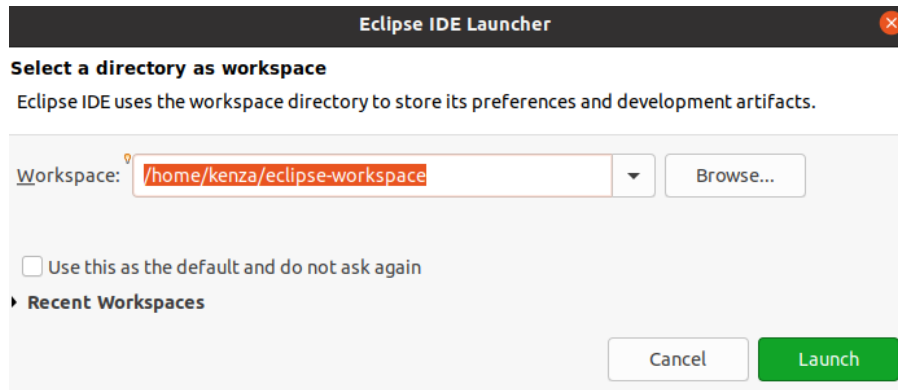 Eclipse IDE Launcher
Select a directory as workspace
Eclipse IDE uses the workspace directory to store its preferences and development artifacts.
Workspace: /home/kenza/eclipse-workspace Browse...
Use this as the default and do not ask again
Recent Workspaces
Cancel Launch